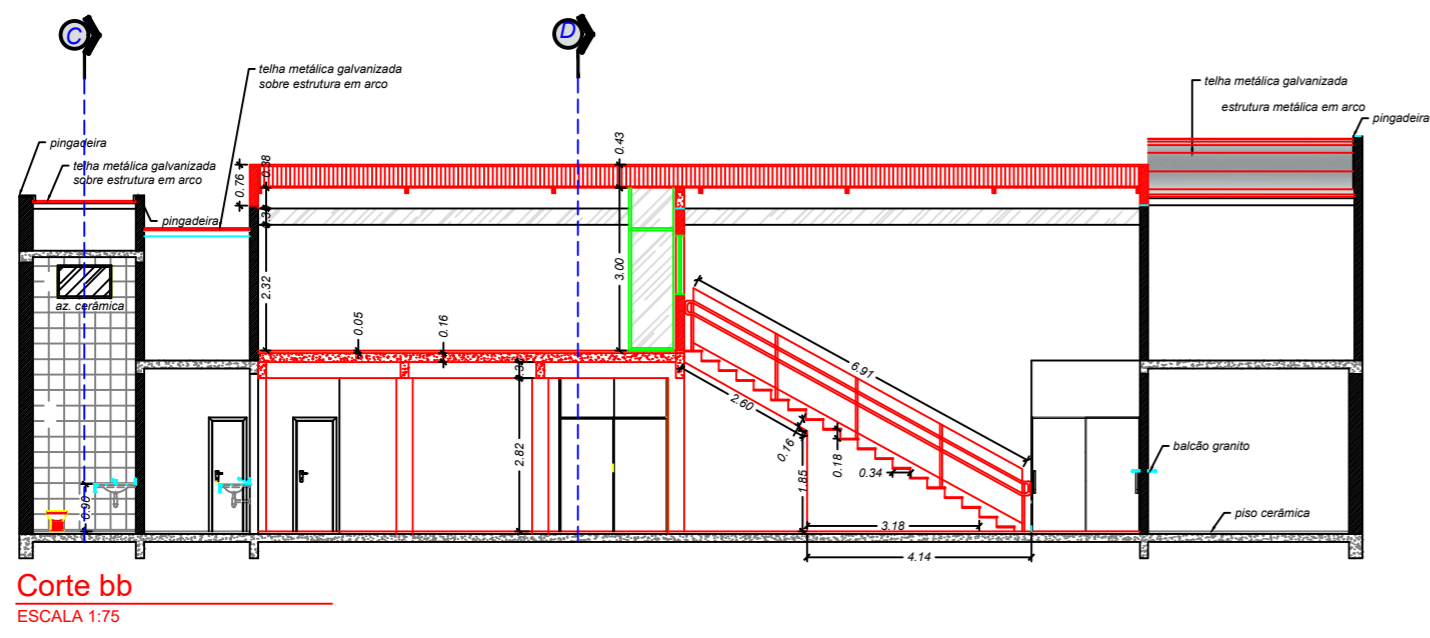 C
D
telha metálica galvanizada
sobre estrutura em arco
telha metálica galvanizada
estrutura metálica em arco
pingadeira
pingadeira
telha metálica galvanizada
sobre estrutura em arco
pingadeira
0.43
0.38
0.76
2.32
3.00
az. cerâmica
0.05
0.16
6.91
2.60
2.82
0.16
1.85
0.18
0.34
balcão granito
0.90
piso cerâmica
3.18
4.14
Corte bb
ESCALA 1:75